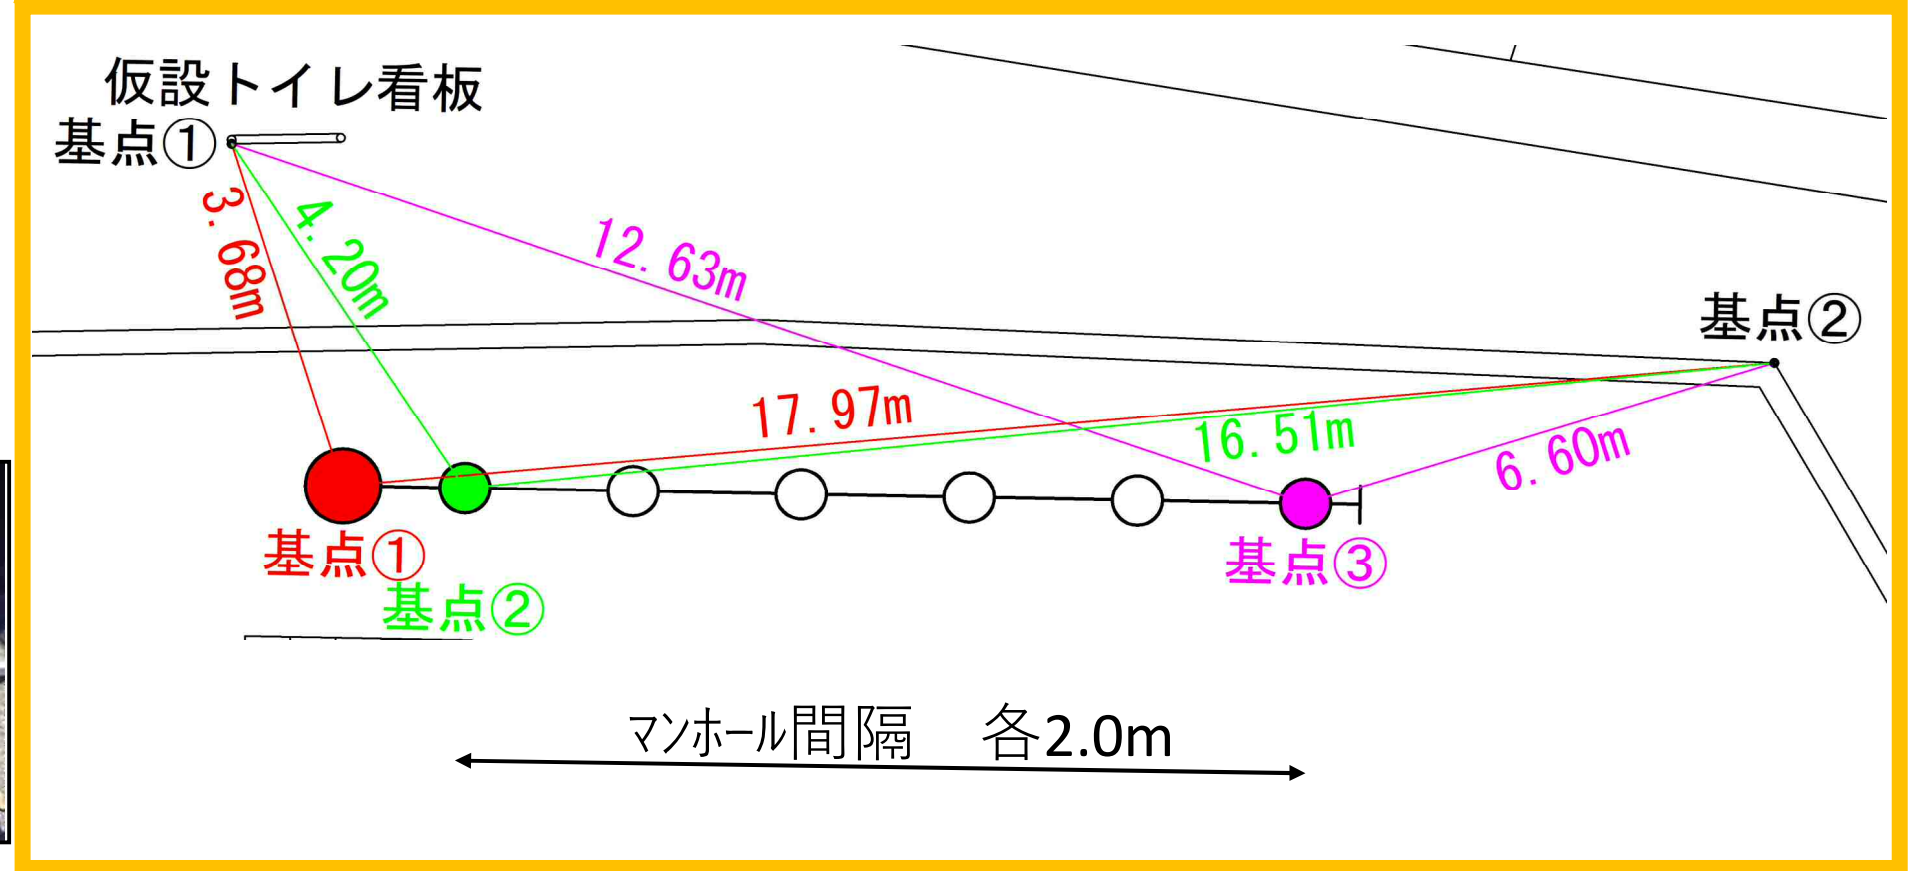 仮設トイレ看板
基点①
3.68m
4.20m
12.63m
基点②
17.97m
16.51m
6.60m
基点①
基点②
基点③
マンホール間隔　各2.0m